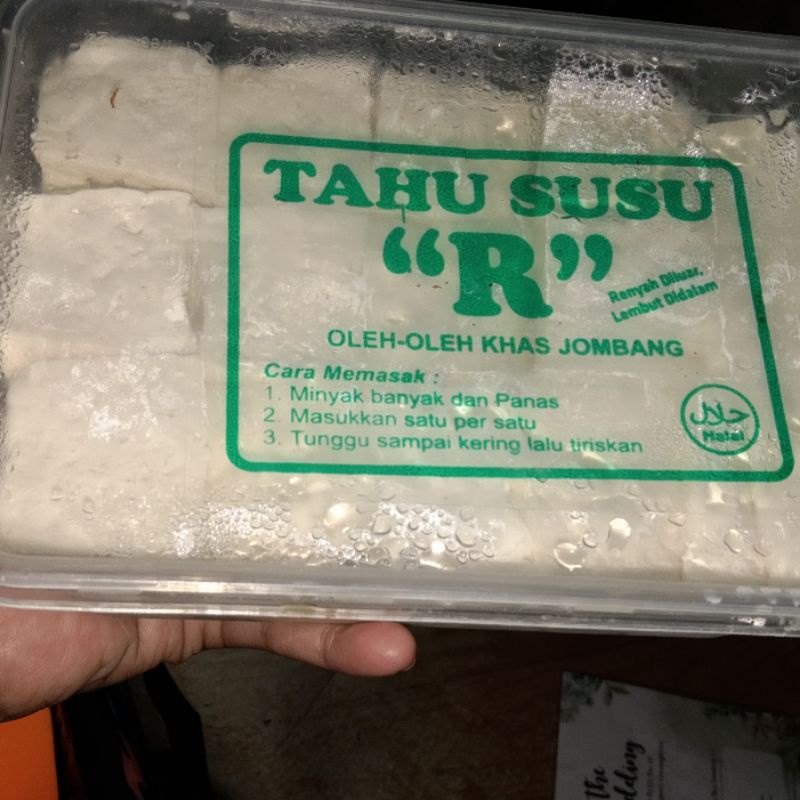 TAHU SUSU
“R”
Renyah Diluar,
Lembut Didalam
OLEH-OLEH KHAS JOMBANG
Cara Memasak :
1. Minyak banyak dan Panas
2. Masukkan satu per satu
3. Tunggu sampai kering lalu tiriskan
حلال
Halal
the